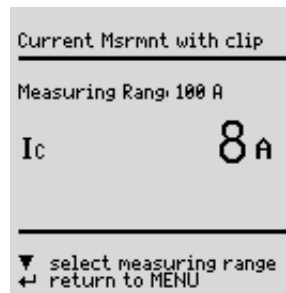 Current Msrmnt with clip
Measuring Rang: 100 A
Ic 8 A
▼ select measuring range
↵ return to MENU